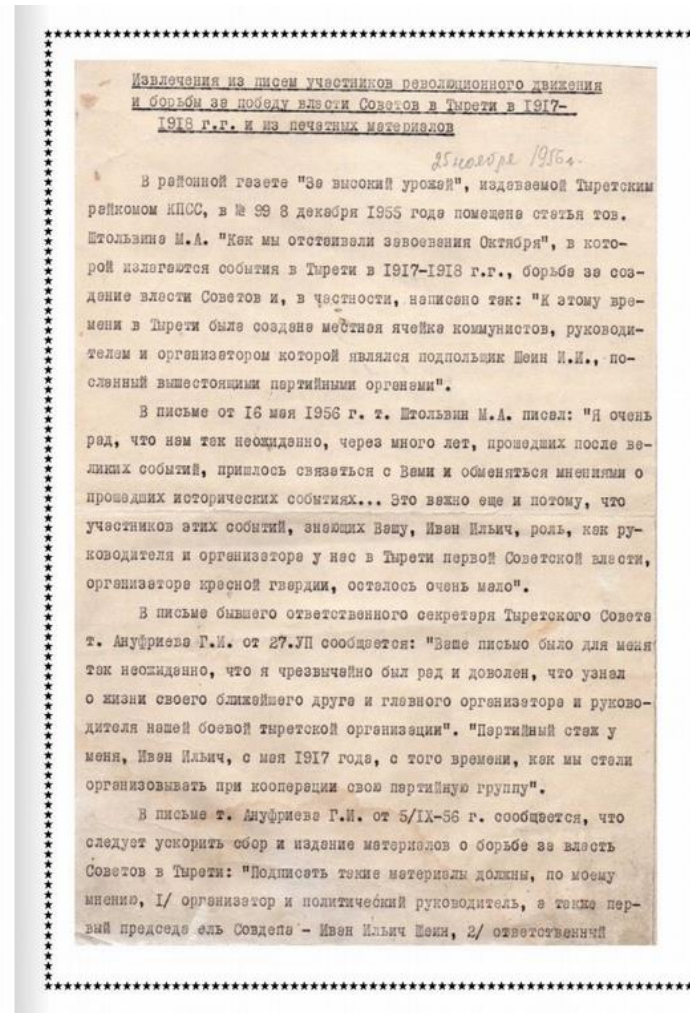 Извлечения из писем участников революционного движения
и борьбы за победу власти Советов в Тырети в 1917-
1918 г.г. и из печатных материалов
25 ноября 1956 г.
В районной газете "За высокий урожай", издаваемой Тыретским
райкомом КПСС, в № 99 8 декабря 1955 года помещена статья тов.
Штольвина М.А. "Как мы отстаивали завоевания Октября", в кото-
рой излагаются события в Тырети в 1917-1918 г.г., борьба за соз-
дание власти Советов и, в частности, написано так: "К этому вре-
мени в Тырети была создана местная ячейка коммунистов, руководи-
телем и организатором которой являлся подпольщик Шеин И.И., по-
сланный вышестоящими партийными органами".
В письме от 16 мая 1956 г. т. Штольвин М.А. писал: "Я очень
рад, что нам так неожиданно, через много лет, прошедших после ве-
ликих событий, пришлось связаться с Вами и обменяться мнениями о
прошедших исторических событиях... Это важно еще и потому, что
участников этих событий, знающих Вашу, Иван Ильич, роль, как ру-
ководителя и организатора у нас в Тырети первой Советской власти,
организатора красной гвардии, осталось очень мало".
В письме бывшего ответственного секретаря Тыретского Совета
т. Ануфриева Г.И. от 27.УП сообщается: "Ваше письмо было для меня
так неожиданно, что я чрезвычайно был рад и доволен, что узнал
о жизни своего ближайшего друга и главного организатора и руково-
дителя нашей боевой тыретской организации". "Партийный стаж у
меня, Иван Ильич, с мая 1917 года, с того времени, как мы стали
организовывать при кооперации свою партийную группу".
В письме т. Ануфриева Г.И. от 5/IX-56 г. сообщается, что
следует ускорить сбор и издание материалов о борьбе за власть
Советов в Тырети: "Подписать такие материалы должны, по моему
мнению, I/ организатор и политический руководитель, а также пер-
вый председа ель Совдепа - Иван Ильич Шеин, 2/ ответственный